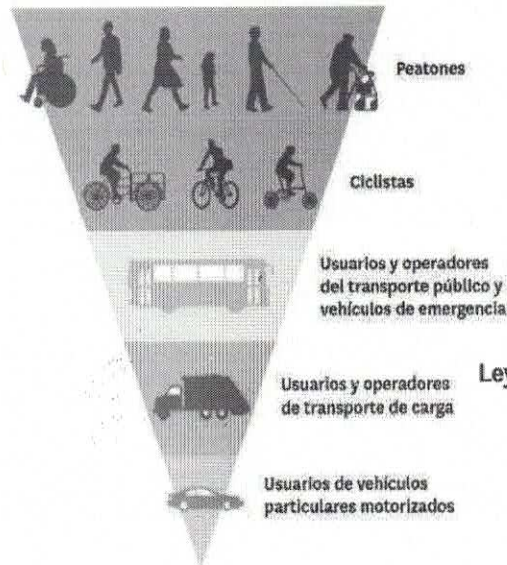 Peatones
Ciclistas
Usuarios y operadores
del transporte público y
vehículos de emergencia
Ley
Usuarios y operadores
de transporte de carga
Usuarios de vehículos
particulares motorizados